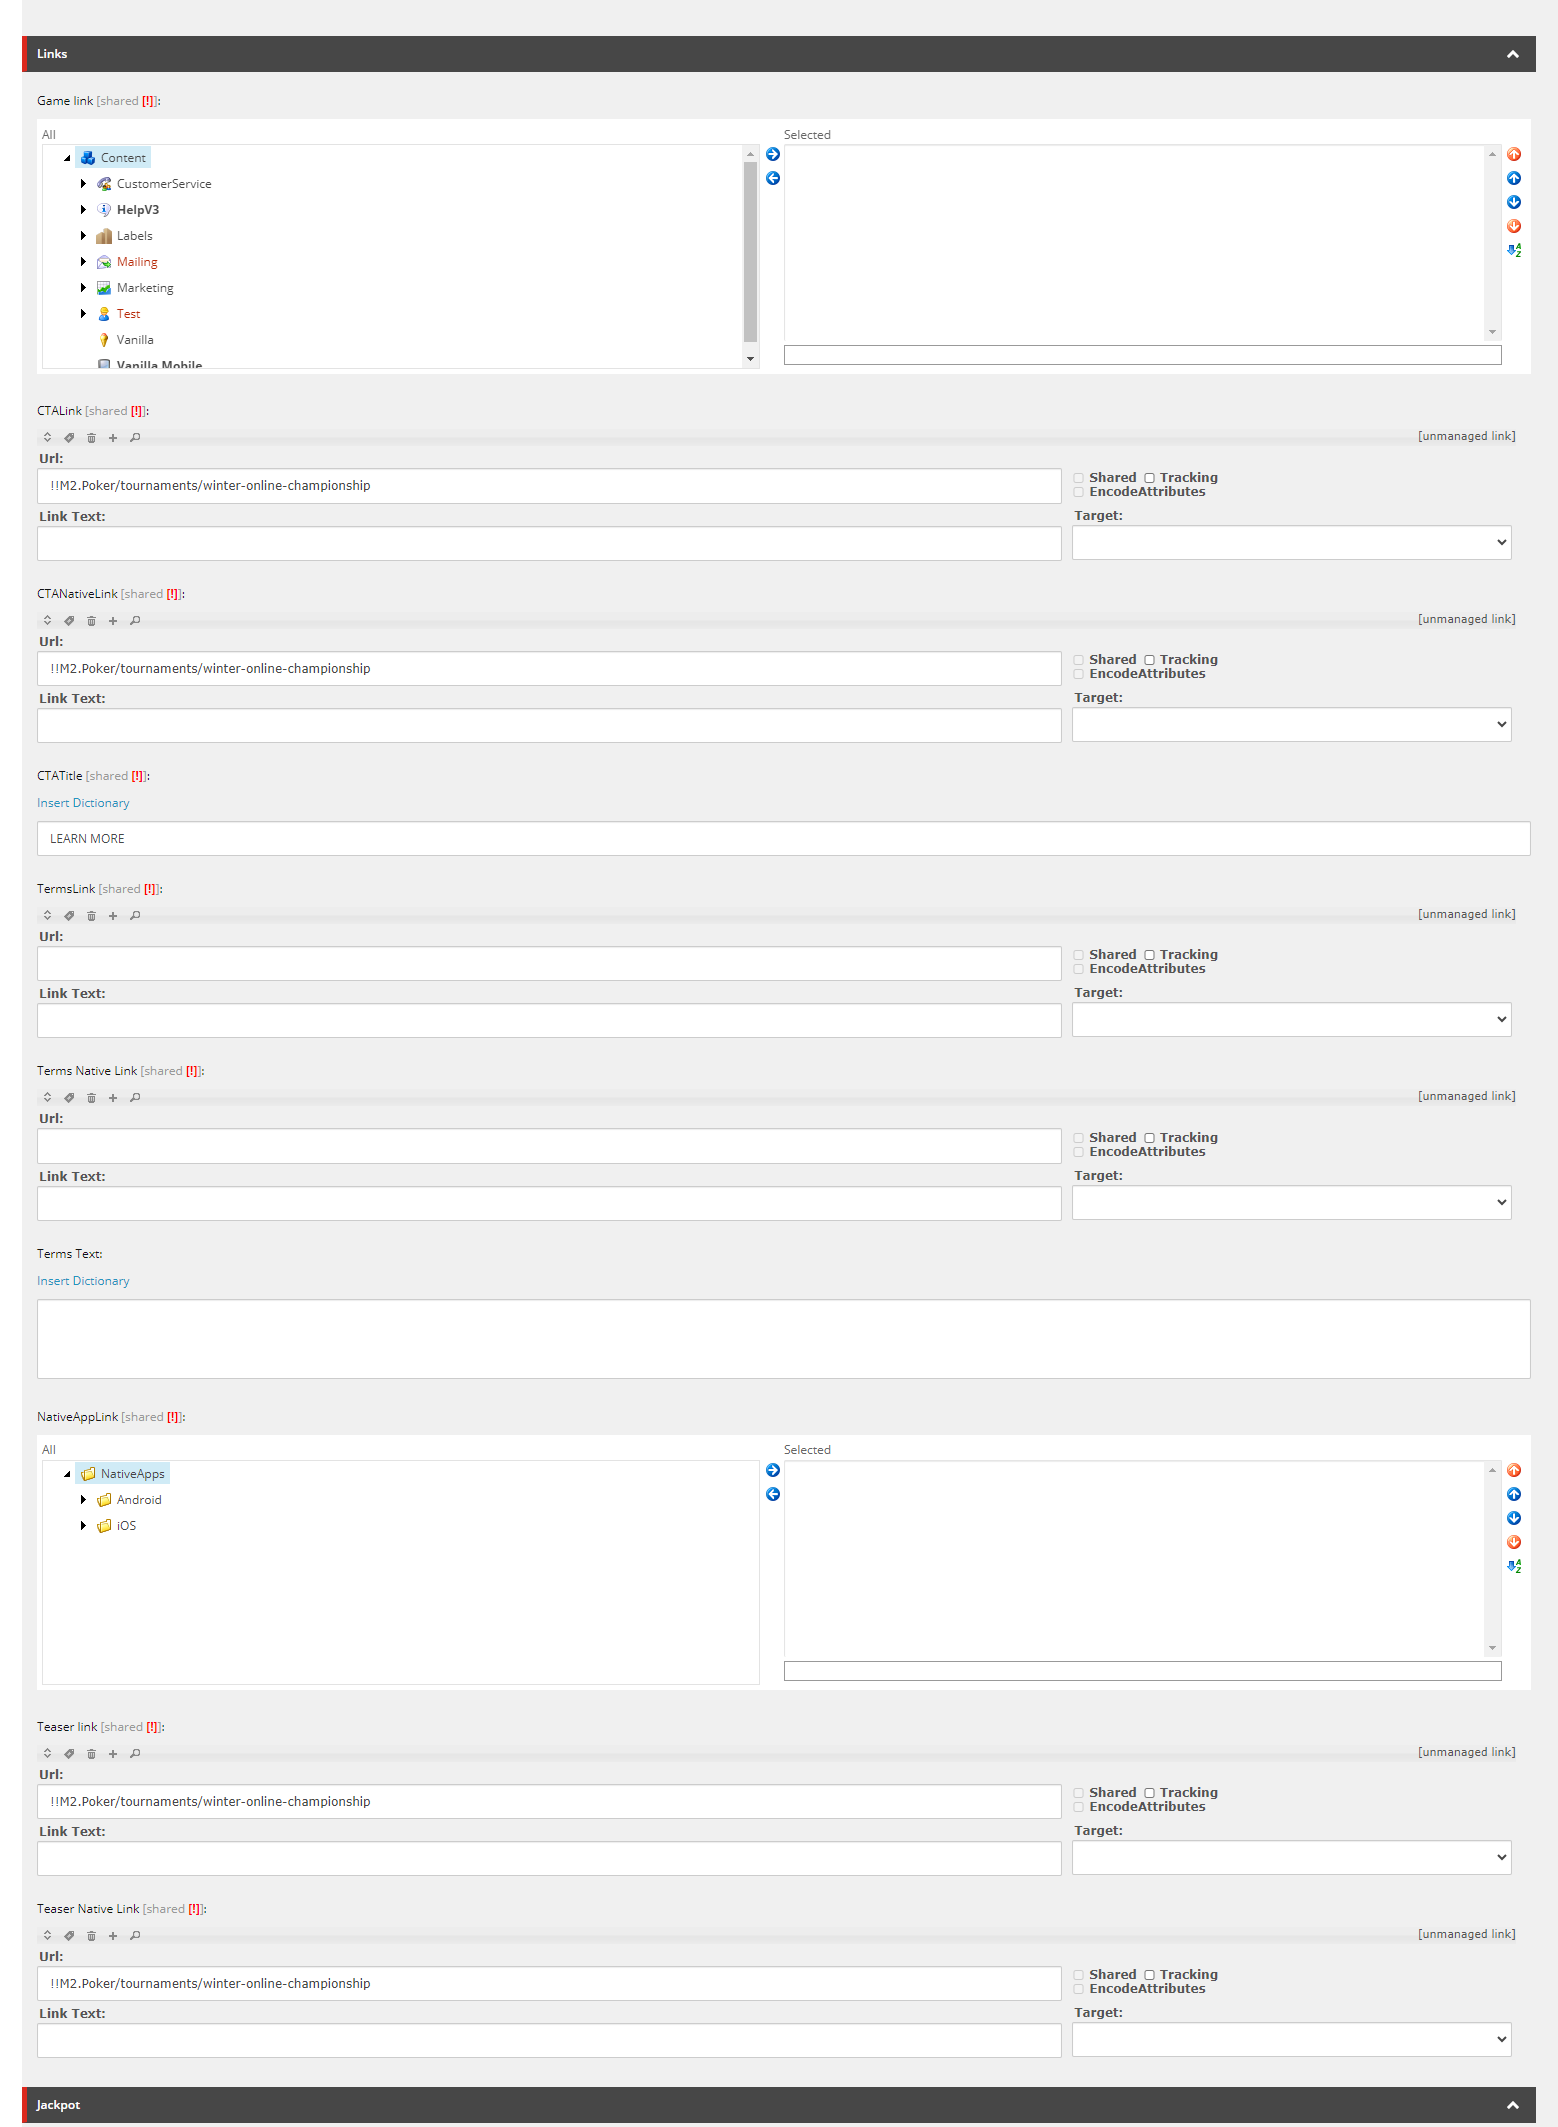 Links
Game link [shared [!]]:
All
Selected
Content
CustomerService
HelpV3
Labels
Mailing
Marketing
Test
Vanilla
Vanilla Mobile
CTALink [shared [!]]:
[unmanaged link]
Url:
!!M2.Poker/tournaments/winter-online-championship
Shared Tracking
EncodeAttributes
Link Text:
Target:
CTANativeLink [shared [!]]:
[unmanaged link]
Url:
!!M2.Poker/tournaments/winter-online-championship
Shared Tracking
EncodeAttributes
Link Text:
Target:
CTATitle [shared [!]]:
Insert Dictionary
LEARN MORE
TermsLink [shared [!]]:
[unmanaged link]
Url:
Shared Tracking
EncodeAttributes
Link Text:
Target:
Terms Native Link [shared [!]]:
[unmanaged link]
Url:
Shared Tracking
EncodeAttributes
Link Text:
Target:
Terms Text:
Insert Dictionary
NativeAppLink [shared [!]]:
All
Selected
NativeApps
Android
iOS
Teaser link [shared [!]]:
[unmanaged link]
Url:
!!M2.Poker/tournaments/winter-online-championship
Shared Tracking
EncodeAttributes
Link Text:
Target:
Teaser Native Link [shared [!]]:
[unmanaged link]
Url:
!!M2.Poker/tournaments/winter-online-championship
Shared Tracking
EncodeAttributes
Link Text:
Target:
Jackpot